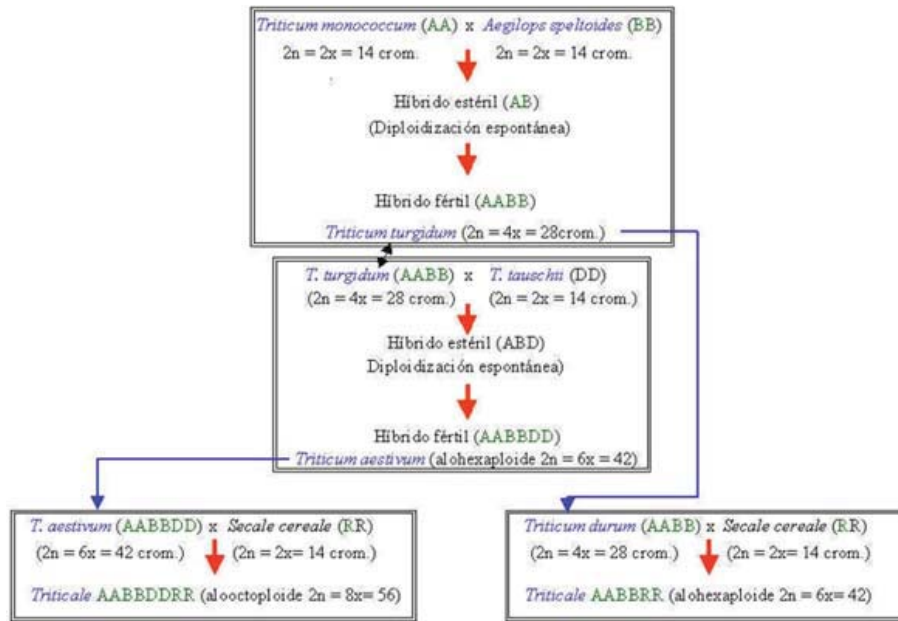 Triticum monococcum (AA) x Aegilops speltoides (BB)
2n = 2x = 14 crom. 2n = 2x = 14 crom.
Híbrido estéril (AB)
(Diploidización espontánea)
Híbrido fértil (AABB)
Triticum turgidum (2n = 4x = 28crom.)
T. turgidum (AABB) x T. tauschii (DD)
(2n = 4x = 28 crom.) (2n = 2x = 14 crom.)
Híbrido estéril (ABD)
Diploidización espontánea)
Híbrido fértil (AABBDD)
Triticum aestivum (alohexaploide 2n = 6x = 42)
T. aestivum (AABBDD) x Secale cereale (RR)
(2n = 6x = 42 crom.) (2n = 2x= 14 crom.)
Triticale AABBDDRR (alooctoploide 2n = 8x= 56)
Triticum durum (AABB) x Secale cereale (RR)
(2n = 4x = 28 crom.) (2n = 2x= 14 crom.)
Triticale AABBRR (alohexaploide 2n = 6x= 42)